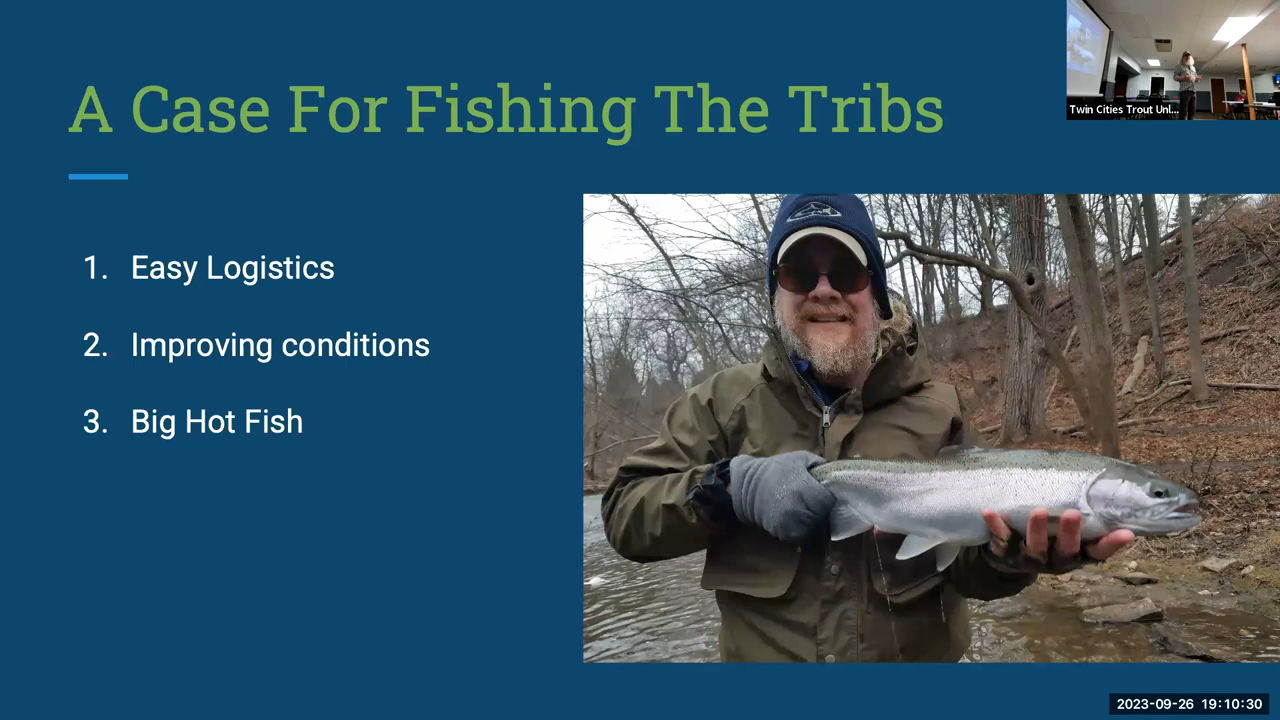 A Case For Fishing The Tribs
Twin Cities Trout Unl...
1. Easy Logistics
2. Improving conditions
3. Big Hot Fish
2023-09-26 19:10:30